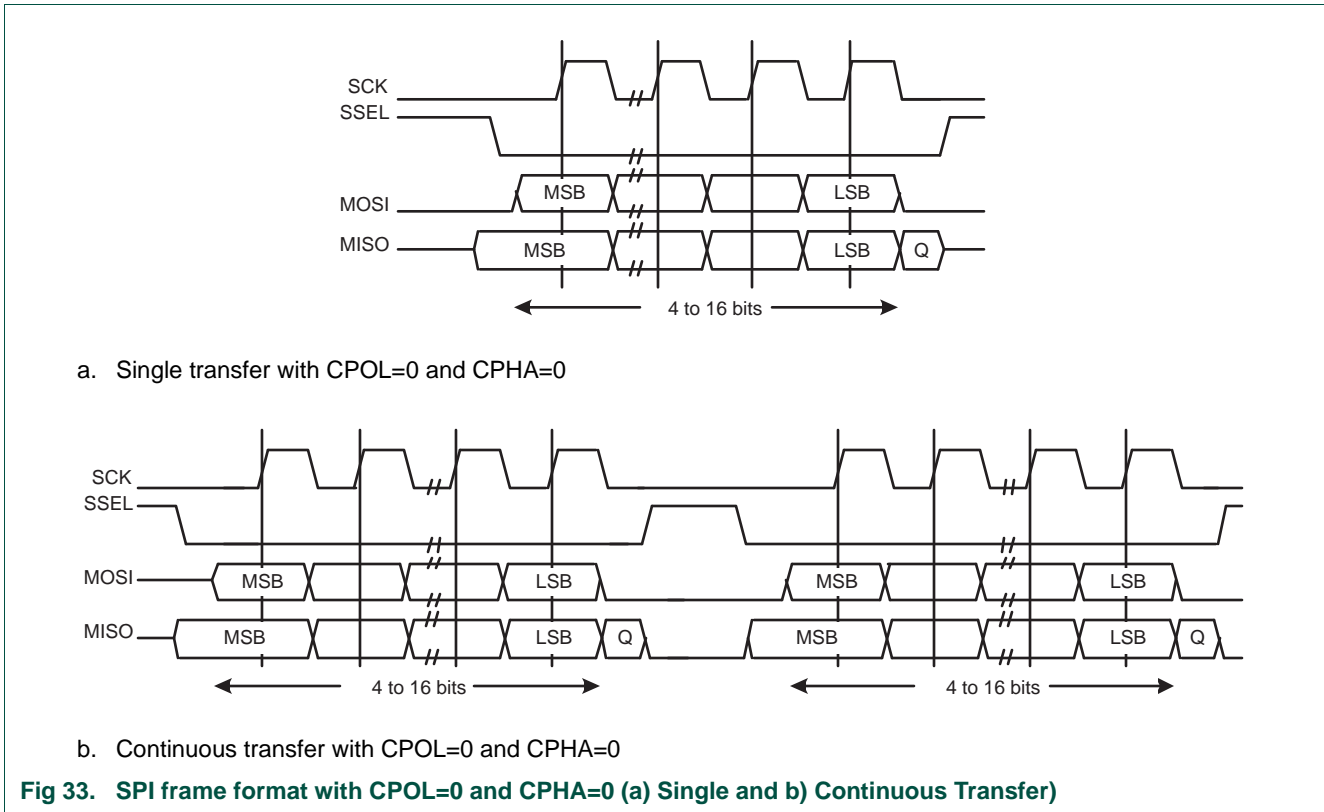 SCK
SSEL
MOSI MSB LSB
MISO MSB LSB Q
4 to 16 bits
a. Single transfer with CPOL=0 and CPHA=0
SCK
SSEL
MOSI MSB LSB MSB LSB
MISO MSB LSB Q MSB LSB Q
4 to 16 bits 4 to 16 bits
b. Continuous transfer with CPOL=0 and CPHA=0
Fig 33. SPI frame format with CPOL=0 and CPHA=0 (a) Single and b) Continuous Transfer)